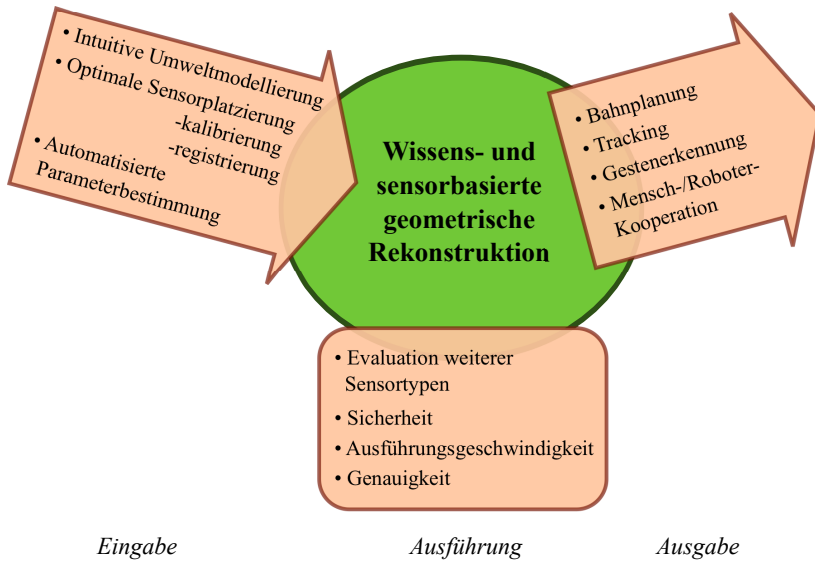 • Intuitive Umweltmodellierung
• Optimale Sensorplatzierung
-kalibrierung
-registrierung
• Automatisierte
Parameterbestimmung
Wissens- und
sensorbasierte
geometrische
Rekonstruktion
• Bahnplanung
• Tracking
• Gestenerkennung
• Mensch-/Roboter-
Kooperation
• Evaluation weiterer
Sensortypen
• Sicherheit
• Ausführungsgeschwindigkeit
• Genauigkeit
Eingabe
Ausführung
Ausgabe